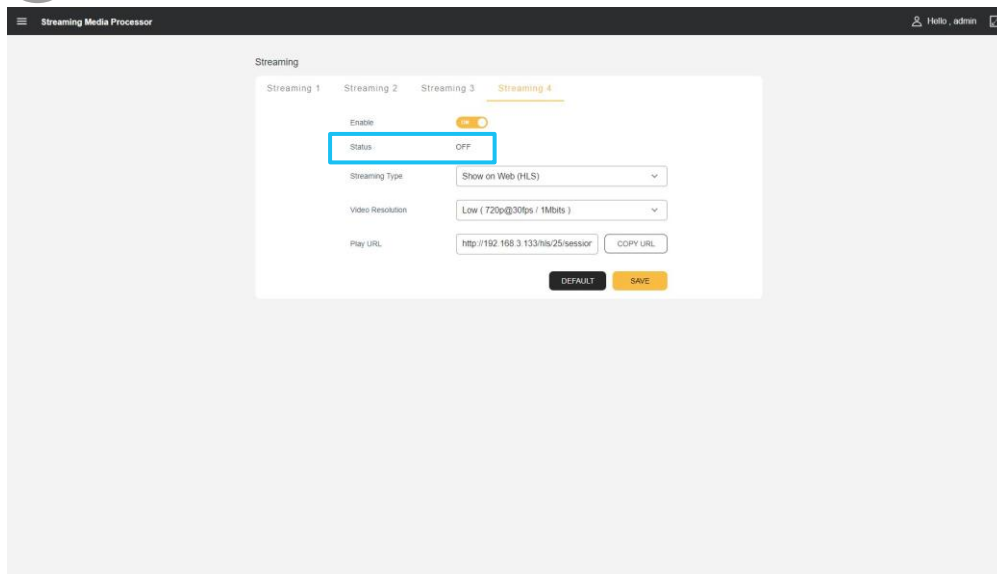 Streaming Media Processor
Hello , admin
Streaming
Streaming 1 Streaming 2 Streaming 3 Streaming 4
Enable ON
Status OFF
Streaming Type Show on Web (HLS)
Video Resolution Low ( 720p@30fps / 1Mbits )
Play URL http://192.168.3.133/hls/25/session COPY URL
DEFAULT SAVE